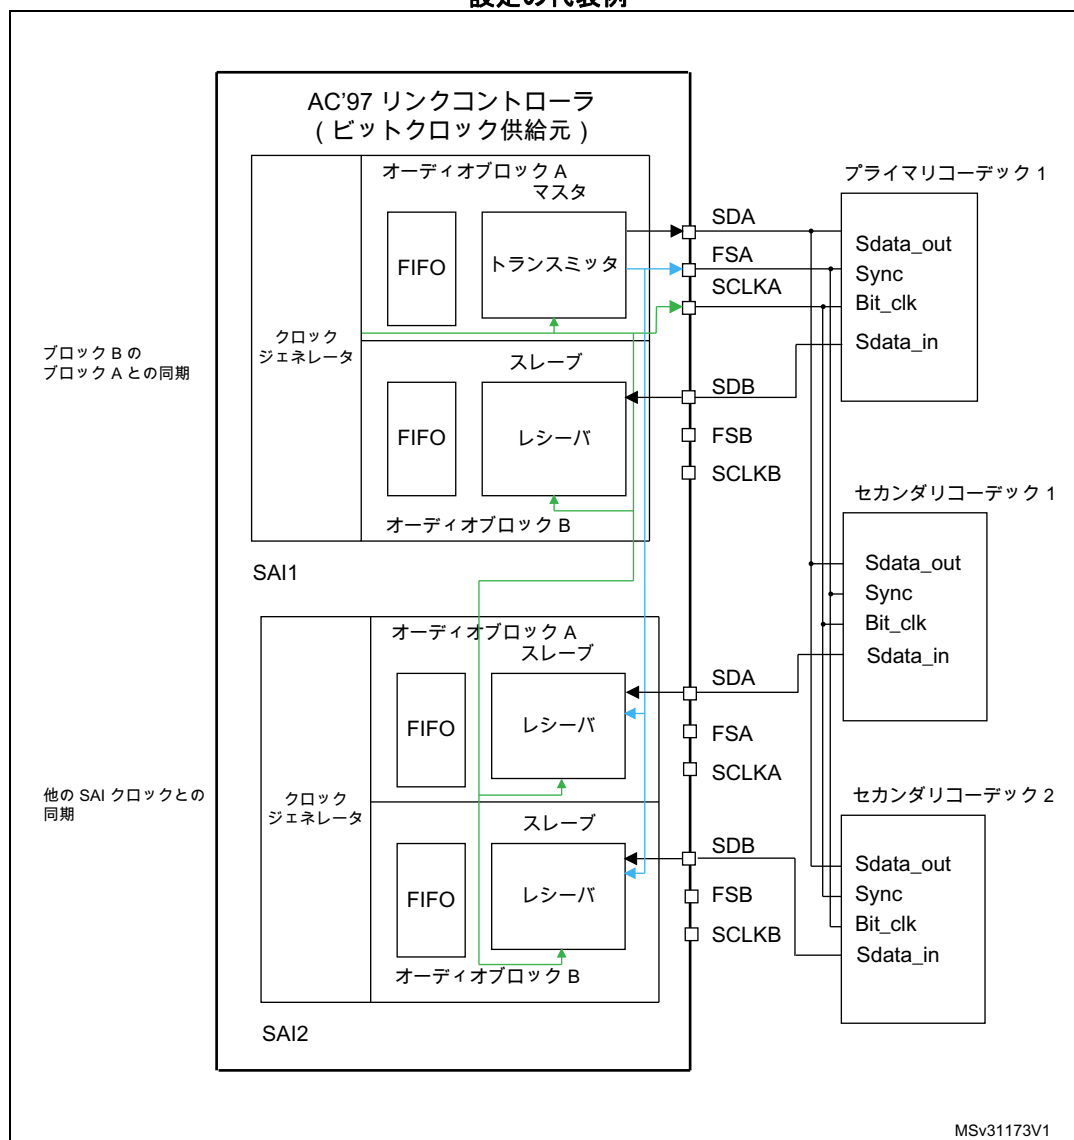 設定の代表例
AC'97 リンクコントローラ
( ビットクロック供給元 )
オーディオブロック A
マスタ
FIFO
トランスミッタ
クロック
ジェネレータ
スレーブ
FIFO
レシーバ
オーディオブロック B
SAI1
ブロック B の
ブロック A との同期
SDA
FSA
SCLKA
SDB
FSB
SCLKB
プライマリコーデック 1
Sdata_out
Sync
Bit_clk
Sdata_in
セカンダリコーデック 1
Sdata_out
Sync
Bit_clk
Sdata_in
オーディオブロック A
スレーブ
FIFO
レシーバ
クロック
ジェネレータ
スレーブ
FIFO
レシーバ
オーディオブロック B
SAI2
他の SAI クロックとの
同期
SDA
FSA
SCLKA
SDB
FSB
SCLKB
セカンダリコーデック 2
Sdata_out
Sync
Bit_clk
Sdata_in
MSv31173V1